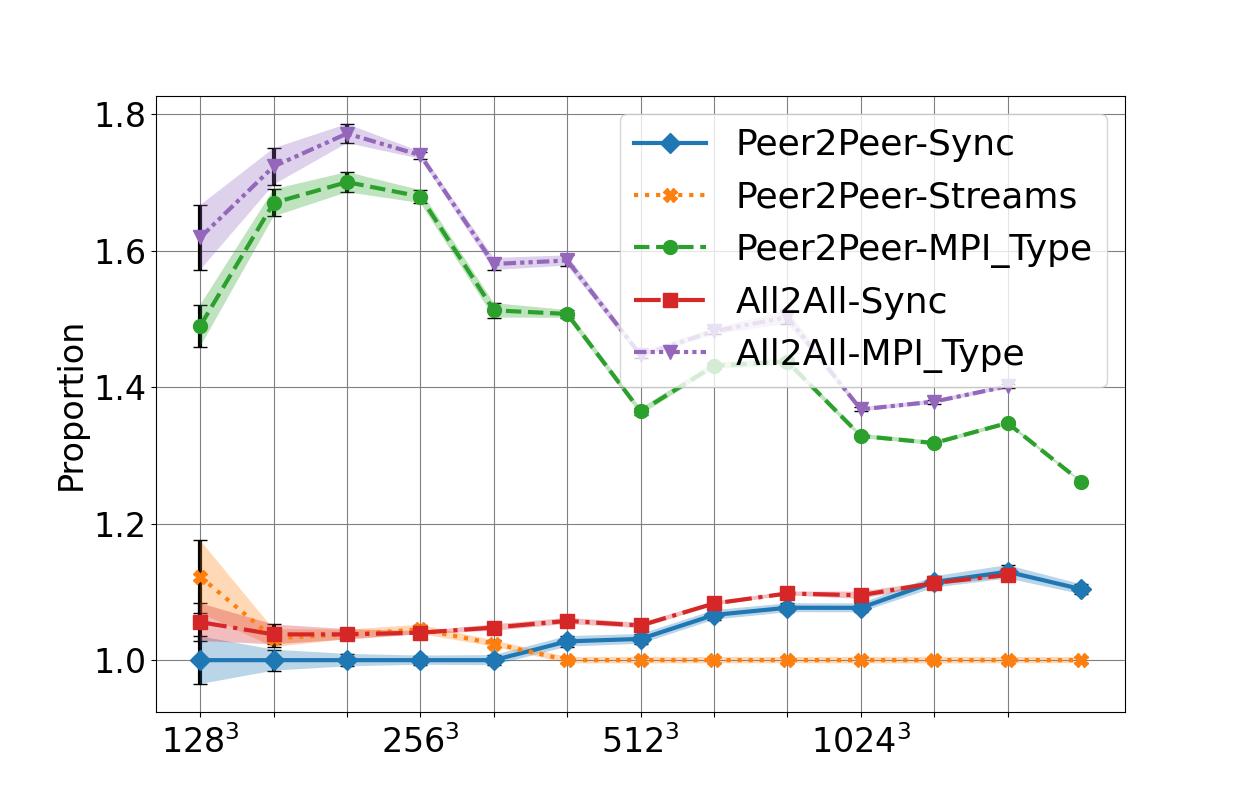 Proportion
1.8
1.6
1.4
1.2
1.0
128³
256³
512³
1024³
Peer2Peer-Sync
Peer2Peer-Streams
Peer2Peer-MPI_Type
All2All-Sync
All2All-MPI_Type